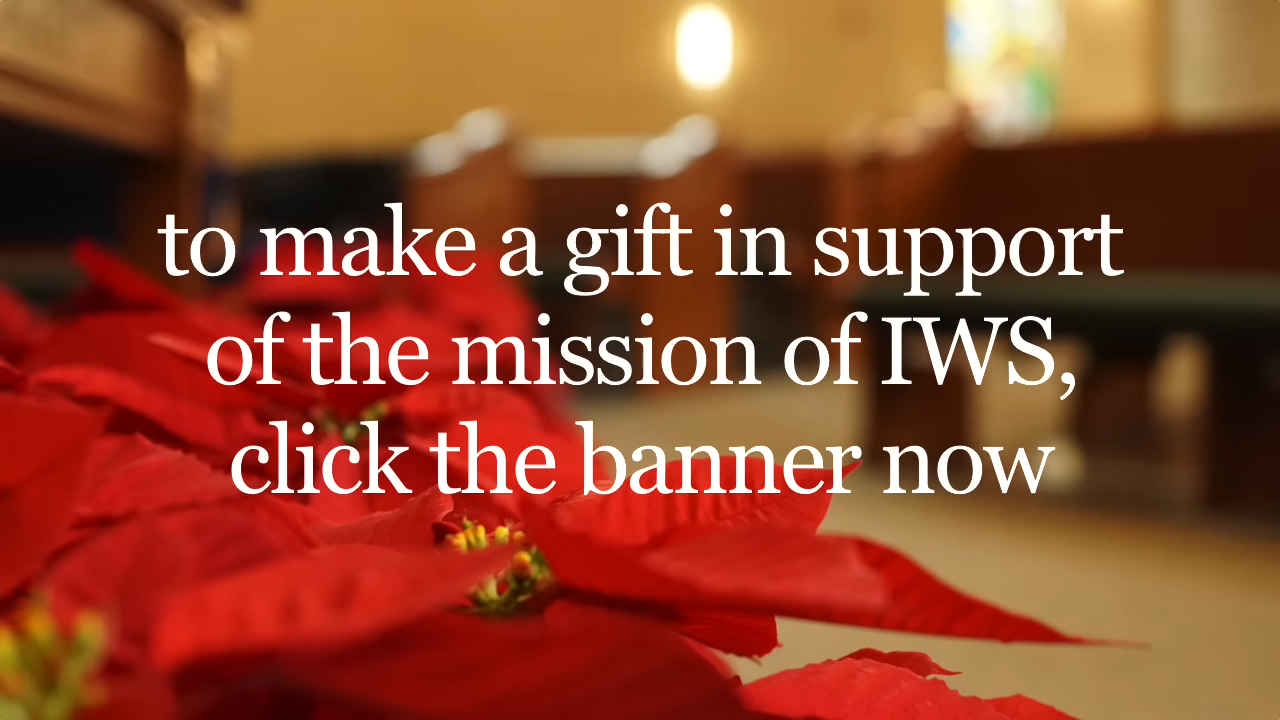 to make a gift in support
of the mission of IWS,
click the banner now